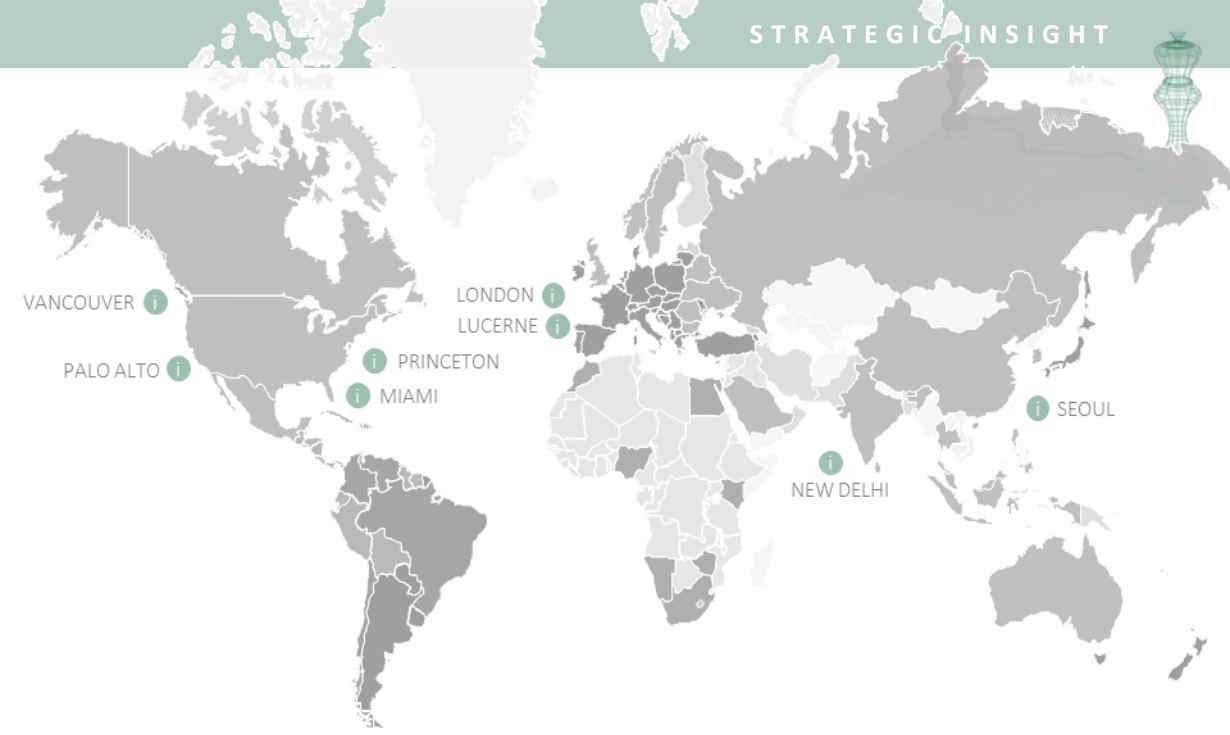 STRATEGIC INSIGHT
VANCOUVER i
LONDON i
LUCERNE i
PALO ALTO i
i PRINCETON
i MIAMI
i SEOUL
i
NEW DELHI